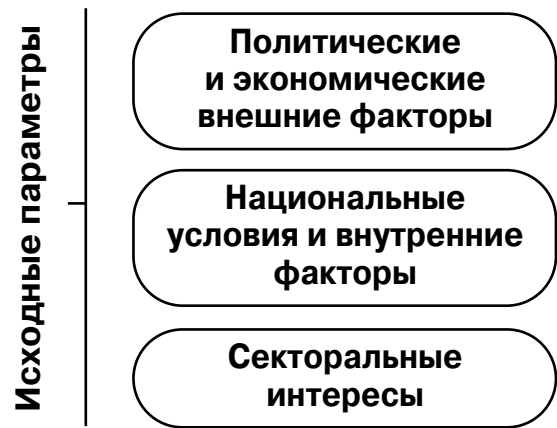 Исходные параметры
Политические
и экономические
внешние факторы
Национальные
условия и внутренние
факторы
Секторальные
интересы